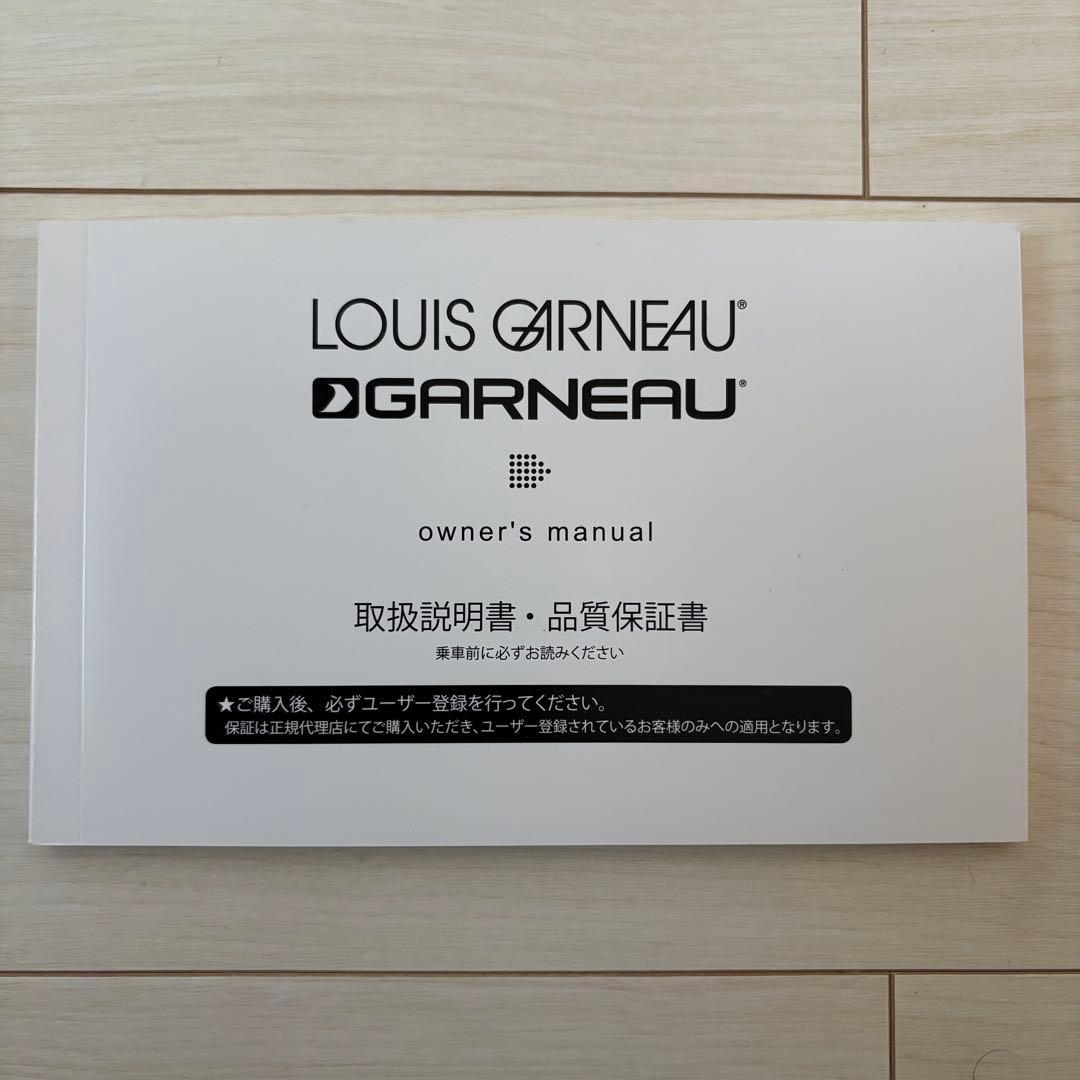 LOUIS GARNEAU®
GARNEAU®
owner's manual
取扱説明書・品質保証書
乗車前に必ずお読みください
★ご購入後、必ずユーザー登録を行ってください。
保証は正規代理店にてご購入いただき、ユーザー登録されているお客様のみへの適用となります。